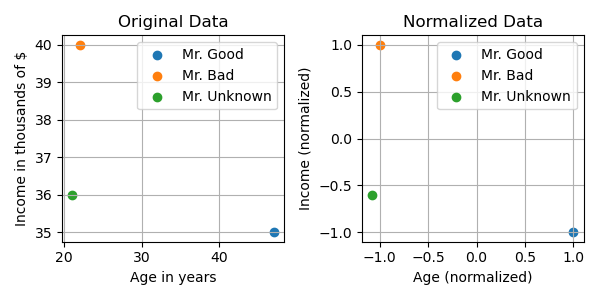 Original Data
Income in thousands of $
40
39
38
37
36
35
20
30
40
Age in years
Mr. Good
Mr. Bad
Mr. Unknown
Normalized Data
Income (normalized)
1.0
0.5
0.0
−0.5
−1.0
−1.0
−0.5
0.0
0.5
1.0
Age (normalized)
Mr. Good
Mr. Bad
Mr. Unknown